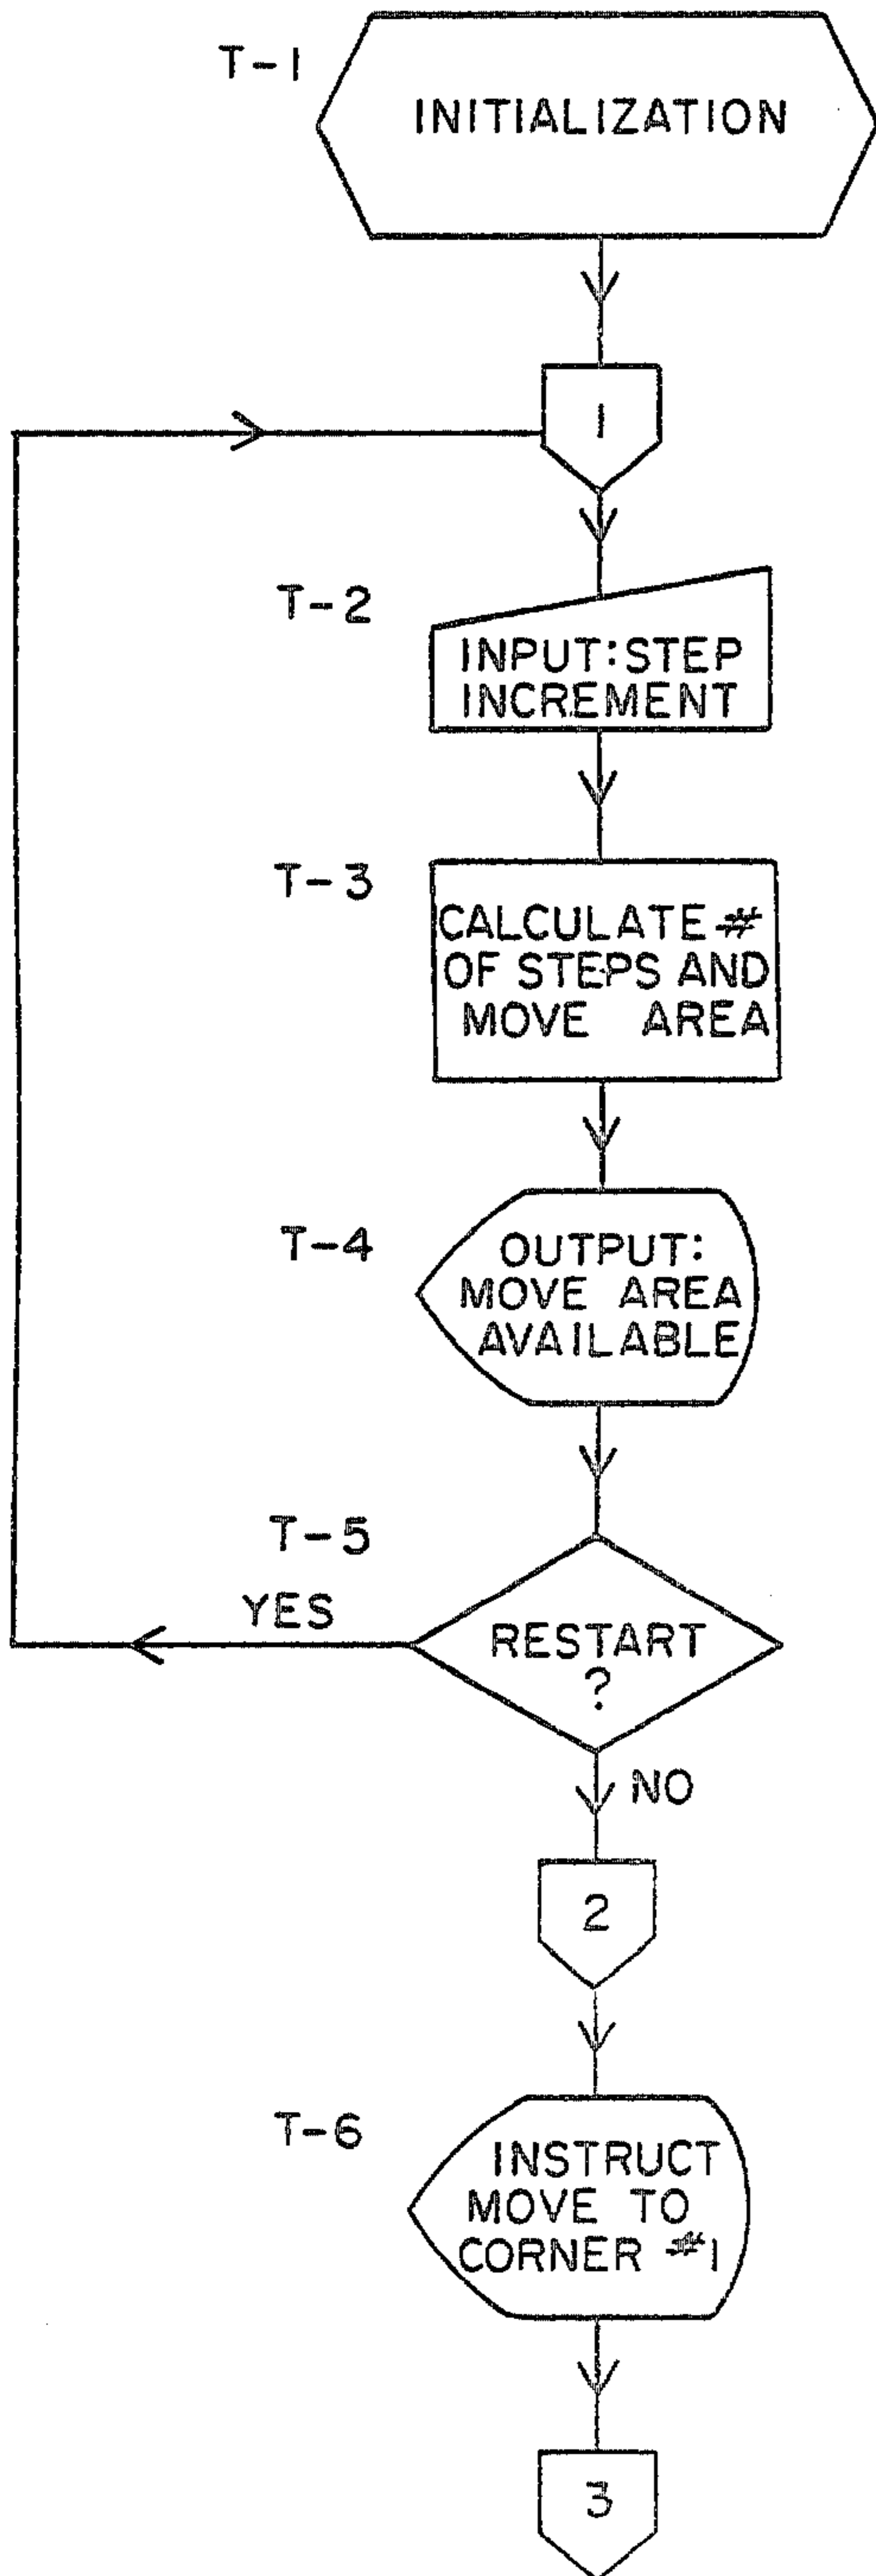 T-1
INITIALIZATION
1
T-2
INPUT: STEP
INCREMENT
T-3
CALCULATE #
OF STEPS AND
MOVE AREA
T-4
OUTPUT:
MOVE AREA
AVAILABLE
T-5
YES
RESTART
?
NO
2
T-6
INSTRUCT
MOVE TO
CORNER #1
3